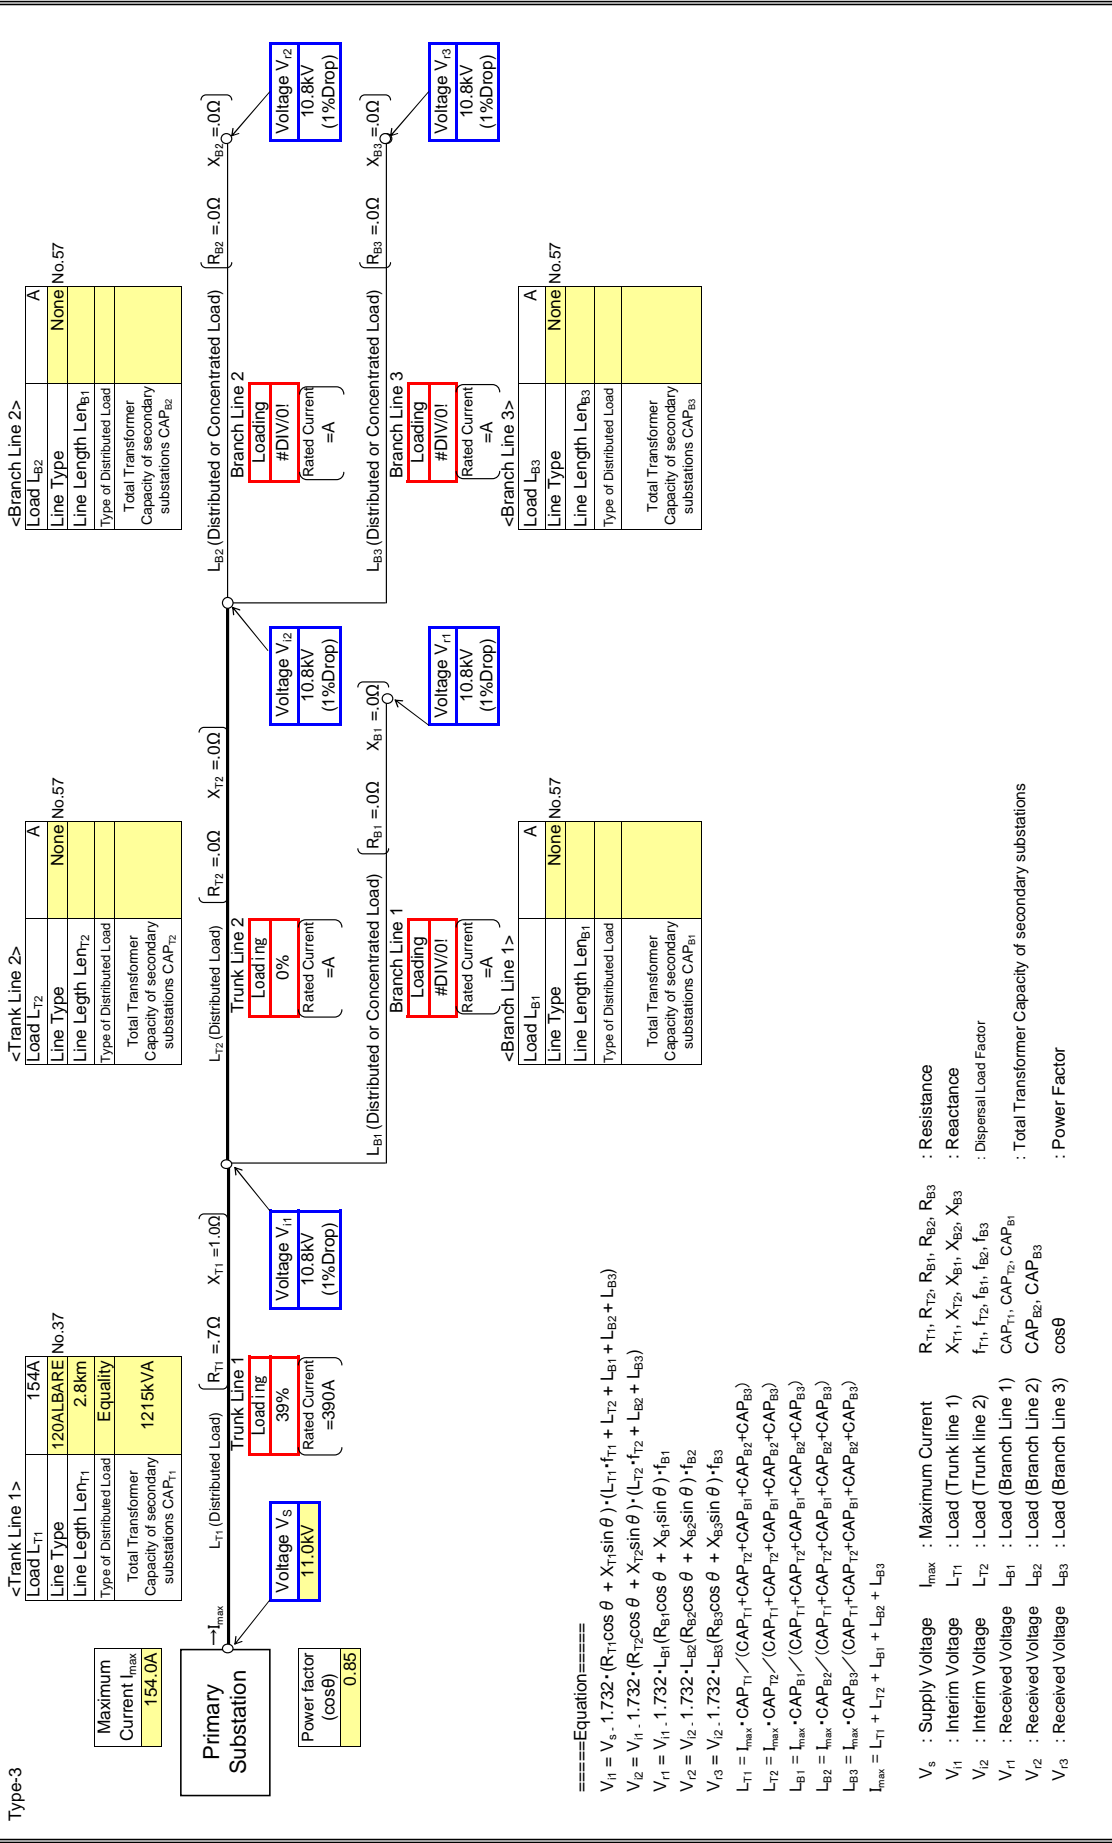 Type-3
Maximum
Current Imax
154.0A
Primary
Substation
Power factor
(cosθ)
0.85
→Imax
Voltage VS
11.0kV
<Trank Line 1>
Load LT1 154A
Line Type 120ALBARE No.37
Line Legth LenT1 2.8km
Type of Distributed Load Equality
Total Transformer
Capacity of secondary
substations CAPT1
1215kVA
LT1 (Distributed Load)
RT1 =.7Ω XT1 =1.0Ω
Trunk Line 1
Loading
39%
Rated Current
=390A
Voltage Vi1
10.8kV
(1%Drop)
<Trank Line 2>
Load LT2 A
Line Type None No.57
Line Length LenT2
Type of Distributed Load
Total Transformer
Capacity of secondary
substations CAPT2
LT2 (Distributed Load)
RT2 =.0Ω XT2 =.0Ω
Trunk Line 2
Loading
0%
Rated Current
=A
Voltage Vi2
10.8kV
(1%Drop)
LB1 (Distributed or Concentrated Load)
RB1 =.0Ω XB1 =.0Ω
Branch Line 1
Loading
#DIV/0!
Rated Current
=A
Voltage Vr1
10.8kV
(1%Drop)
<Branch Line 1>
Load LB1 A
Line Type None No.57
Line Length LenB1
Type of Distributed Load
Total Transformer
Capacity of secondary
substations CAPB1
<Branch Line 2>
Load LB2 A
Line Type None No.57
Line Length LenB1
Type of Distributed Load
Total Transformer
Capacity of secondary
substations CAPB2
LB2 (Distributed or Concentrated Load)
RB2 =.0Ω XB2 =.0Ω
Branch Line 2
Loading
#DIV/0!
Rated Current
=A
Voltage Vr2
10.8kV
(1%Drop)
LB3 (Distributed or Concentrated Load)
RB3 =.0Ω XB3 =.0Ω
Branch Line 3
Loading
#DIV/0!
Rated Current
=A
Voltage Vr3
10.8kV
(1%Drop)
<Branch Line 3>
Load LB3 A
Line Type None No.57
Line Length LenB3
Type of Distributed Load
Total Transformer
Capacity of secondary
substations CAPB3
=====Equation=====
Vi1 = Vs - 1.732・(RT1cos θ + XT1sin θ)・(LT1・fT1 + LT2 + LB1 + LB2 + LB3)
Vi2 = Vi1 - 1.732・(RT2cos θ + XT2sin θ)・(LT2・fT2 + LB2 + LB3)
Vr1 = Vi1 - 1.732・LB1(RB1cos θ + XB1sin θ)・fB1
Vr2 = Vi2 - 1.732・LB2(RB2cos θ + XB2sin θ)・fB2
Vr3 = Vi2 - 1.732・LB3(RB3cos θ + XB3sin θ)・fB3
LT1 = Imax・CAPT1／(CAPT1+CAPT2+CAPB1+CAPB2+CAPB3)
LT2 = Imax・CAPT2／(CAPT1+CAPT2+CAPB1+CAPB2+CAPB3)
LB1 = Imax・CAPB1／(CAPT1+CAPT2+CAPB1+CAPB2+CAPB3)
LB2 = Imax・CAPB2／(CAPT1+CAPT2+CAPB1+CAPB2+CAPB3)
LB3 = Imax・CAPB3／(CAPT1+CAPT2+CAPB1+CAPB2+CAPB3)
Imax = LT1 + LT2 + LB1 + LB2 + LB3
Vs : Supply Voltage Imax : Maximum Current RT1, RT2, RB1, RB2, RB3 : Resistance
Vi1 : Interim Voltage LT1 : Load (Trunk line 1) XT1, XT2, XB1, XB2, XB3 : Reactance
Vi2 : Interim Voltage LT2 : Load (Trunk line 2) fT1, fT2, fB1, fB2, fB3 : Dispersal Load Factor
Vr1 : Received Voltage LB1 : Load (Branch Line 1) CAPT1, CAPT2, CAPB1 : Total Transformer Capacity of secondary substations
Vr2 : Received Voltage LB2 : Load (Branch Line 2) CAPB2, CAPB3
Vr3 : Received Voltage LB3 : Load (Branch Line 3) cosθ : Power Factor